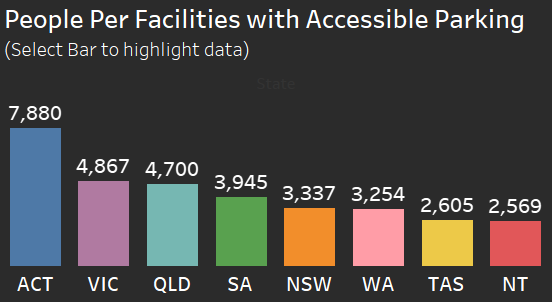 People Per Facilities with Accessible Parking
(Select Bar to highlight data)
State
7,880
4,867
4,700
3,945
3,337
3,254
2,605
2,569
ACT VIC QLD SA NSW WA TAS NT